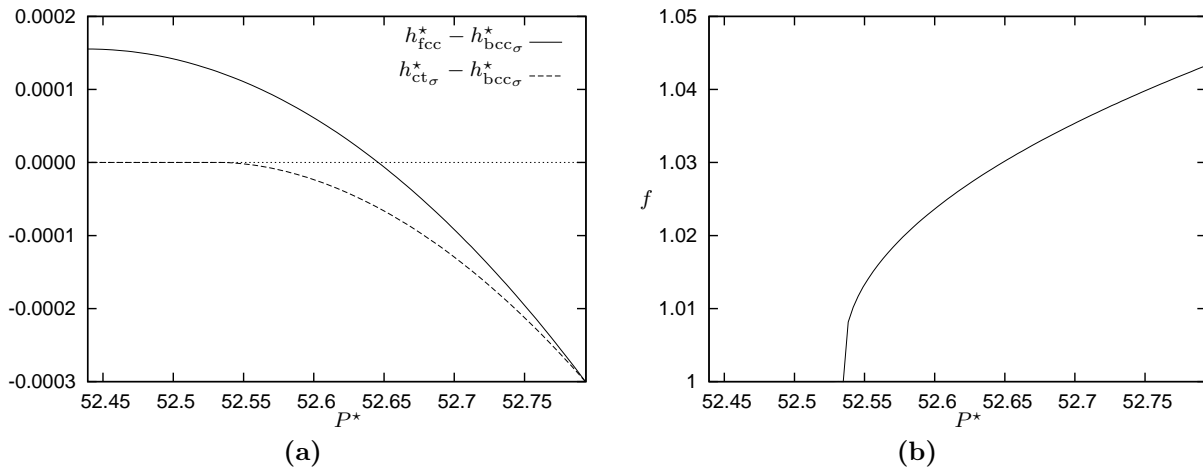 0.0002
0.0001
0.0000
-0.0001
-0.0002
-0.0003
h⋆fcc − h⋆bccσ
h⋆ctσ − h⋆bccσ
52.45 52.5 52.55 52.6 52.65 52.7 52.75
P⋆
(a)
1.05
1.04
1.03
f
1.02
1.01
1
52.45 52.5 52.55 52.6 52.65 52.7 52.75
P⋆
(b)